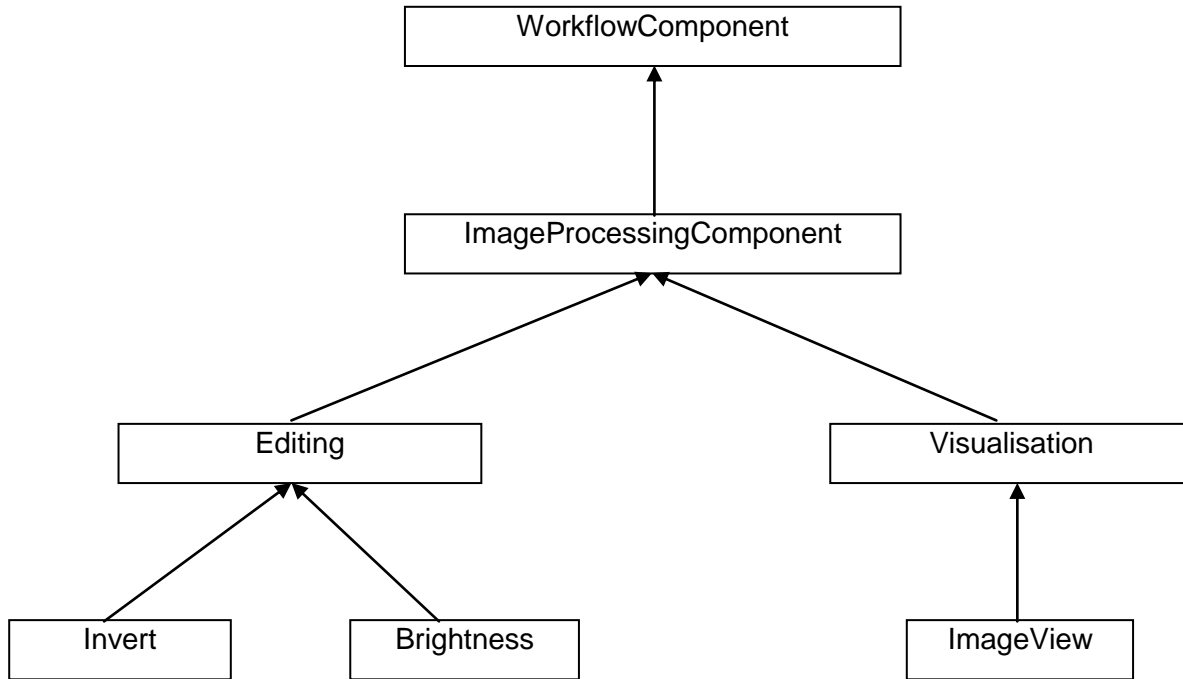 WorkflowComponent
ImageProcessingComponent
Editing
Visualisation
Invert
Brightness
ImageView